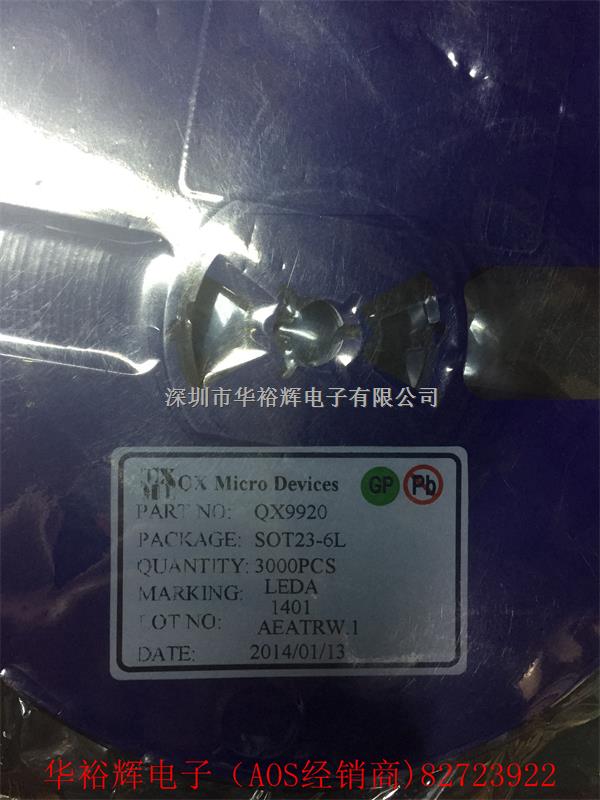 深圳市华裕辉电子有限公司
QX Micro Devices GP Pb
PART NO: QX9920
PACKAGE: SOT23-6L
QUANTITY: 3000PCS
MARKING: LEDA
1401
LOT NO: AEATRW.1
DATE: 2014/01/13
华裕辉电子（AOS经销商)82723922